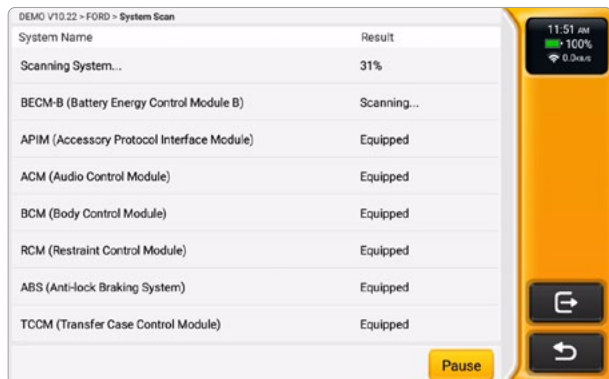 DEMO V10.22 > FORD > System Scan
System Name Result
Scanning System... 31%
BECM-B (Battery Energy Control Module B) Scanning...
APIM (Accessory Protocol Interface Module) Equipped
ACM (Audio Control Module) Equipped
BCM (Body Control Module) Equipped
RCM (Restraint Control Module) Equipped
ABS (Anti-lock Braking System) Equipped
TCCM (Transfer Case Control Module) Equipped
Pause
11:51 AM
100%
0.0KB/S